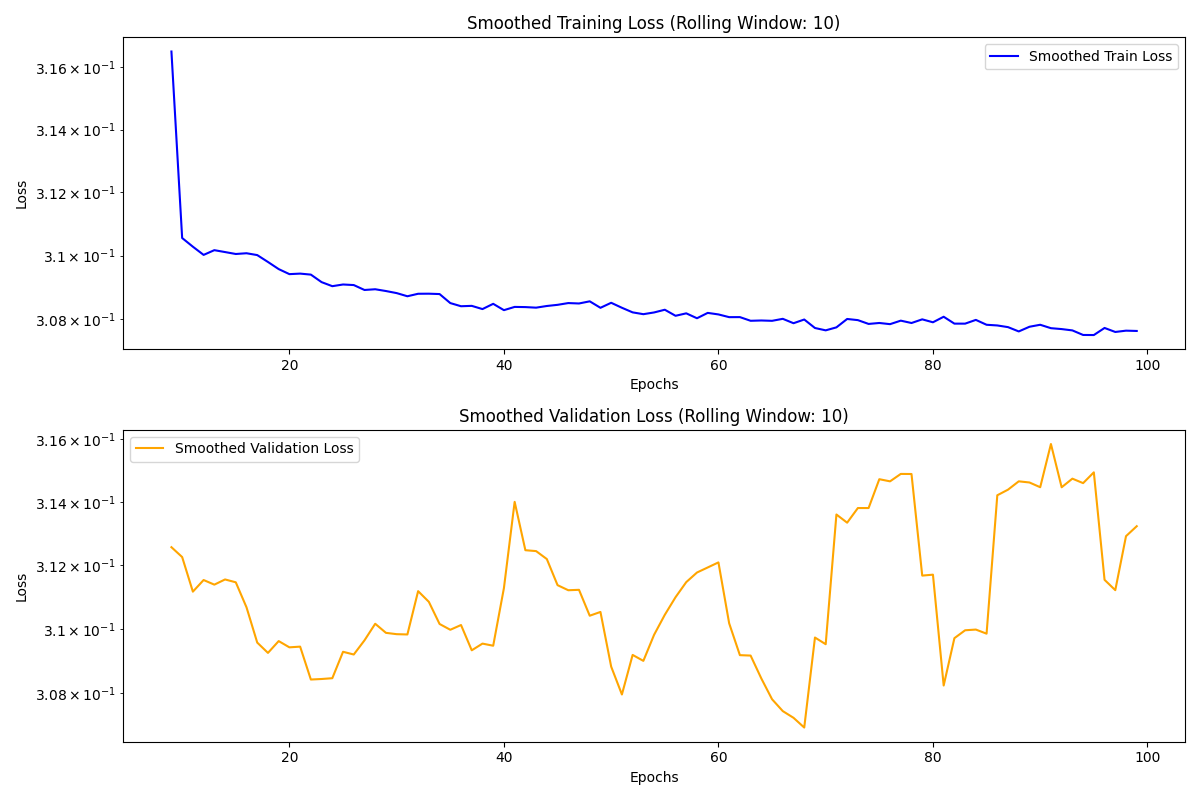 Smoothed Training Loss (Rolling Window: 10)
Smoothed Train Loss
3.16 × 10⁻¹
3.14 × 10⁻¹
3.12 × 10⁻¹
3.1 × 10⁻¹
3.08 × 10⁻¹
Loss
20 40 60 80 100
Epochs
Smoothed Validation Loss (Rolling Window: 10)
Smoothed Validation Loss
3.16 × 10⁻¹
3.14 × 10⁻¹
3.12 × 10⁻¹
3.1 × 10⁻¹
3.08 × 10⁻¹
Loss
20 40 60 80 100
Epochs